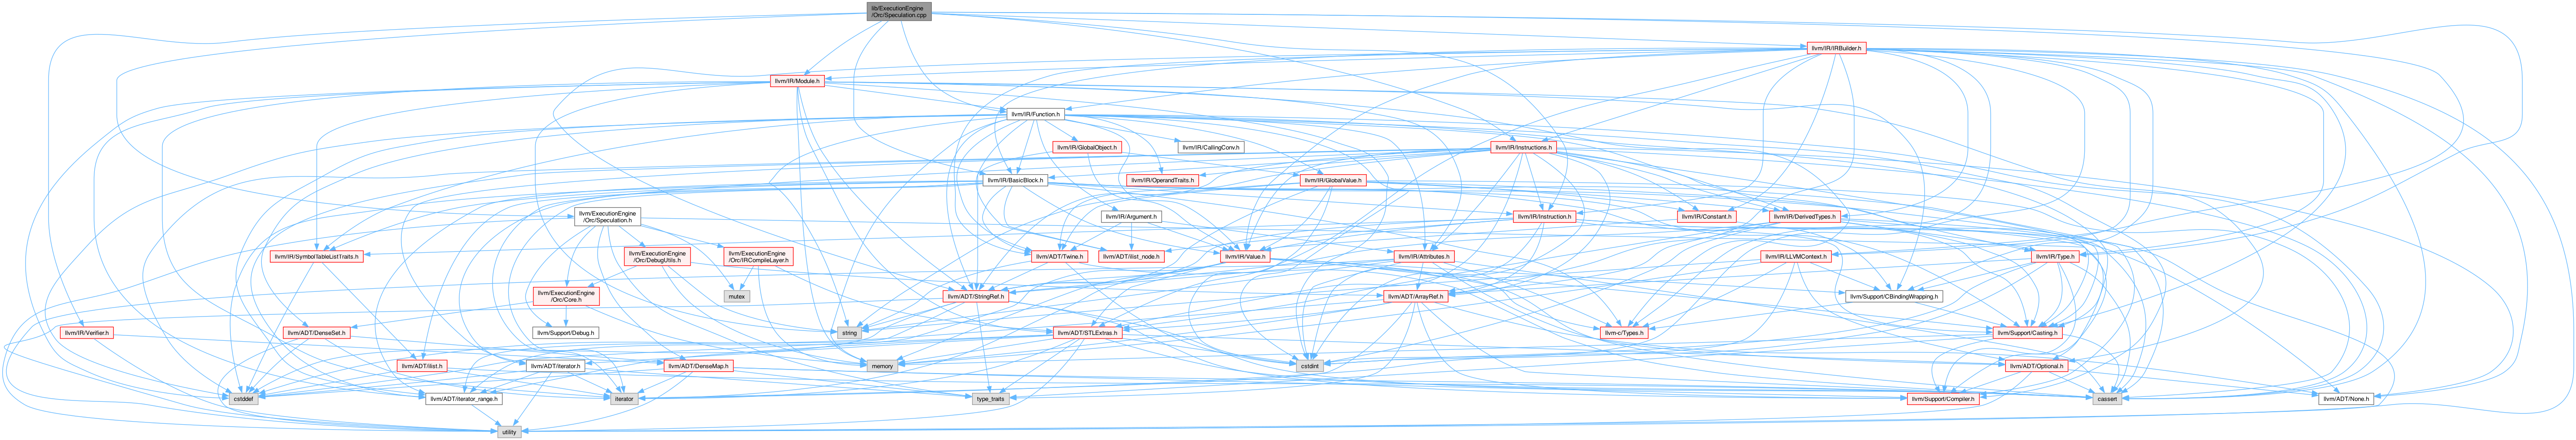 lib/ExecutionEngine
/Orc/Speculation.cpp
llvm/IR/IRBuilder.h
llvm/IR/Module.h
llvm/IR/Function.h
llvm/IR/GlobalObject.h
llvm/IR/CallingConv.h
llvm/IR/Instructions.h
llvm/IR/BasicBlock.h
llvm/IR/OperandTraits.h
llvm/IR/GlobalValue.h
llvm/ExecutionEngine
/Orc/Speculation.h
llvm/IR/Argument.h
llvm/IR/Instruction.h
llvm/IR/Constant.h
llvm/IR/DerivedTypes.h
llvm/IR/SymbolTableListTraits.h
llvm/ExecutionEngine
/Orc/DebugUtils.h
llvm/ExecutionEngine
/Orc/IRCompileLayer.h
llvm/ADT/Twine.h
llvm/ADT/ilist_node.h
llvm/IR/Value.h
llvm/IR/Attributes.h
llvm/IR/LLVMContext.h
llvm/IR/Type.h
llvm/ExecutionEngine
/Orc/Core.h
mutex
llvm/ADT/StringRef.h
llvm/ADT/ArrayRef.h
llvm/Support/CBindingWrapping.h
llvm/IR/Verifier.h
llvm/ADT/DenseSet.h
llvm/Support/Debug.h
string
llvm/ADT/STLExtras.h
llvm-c/Types.h
llvm/Support/Casting.h
llvm/ADT/ilist.h
llvm/ADT/iterator.h
llvm/ADT/DenseMap.h
memory
cstdint
llvm/ADT/Optional.h
cstddef
llvm/ADT/iterator_range.h
iterator
type_traits
llvm/Support/Compiler.h
cassert
llvm/ADT/None.h
utility